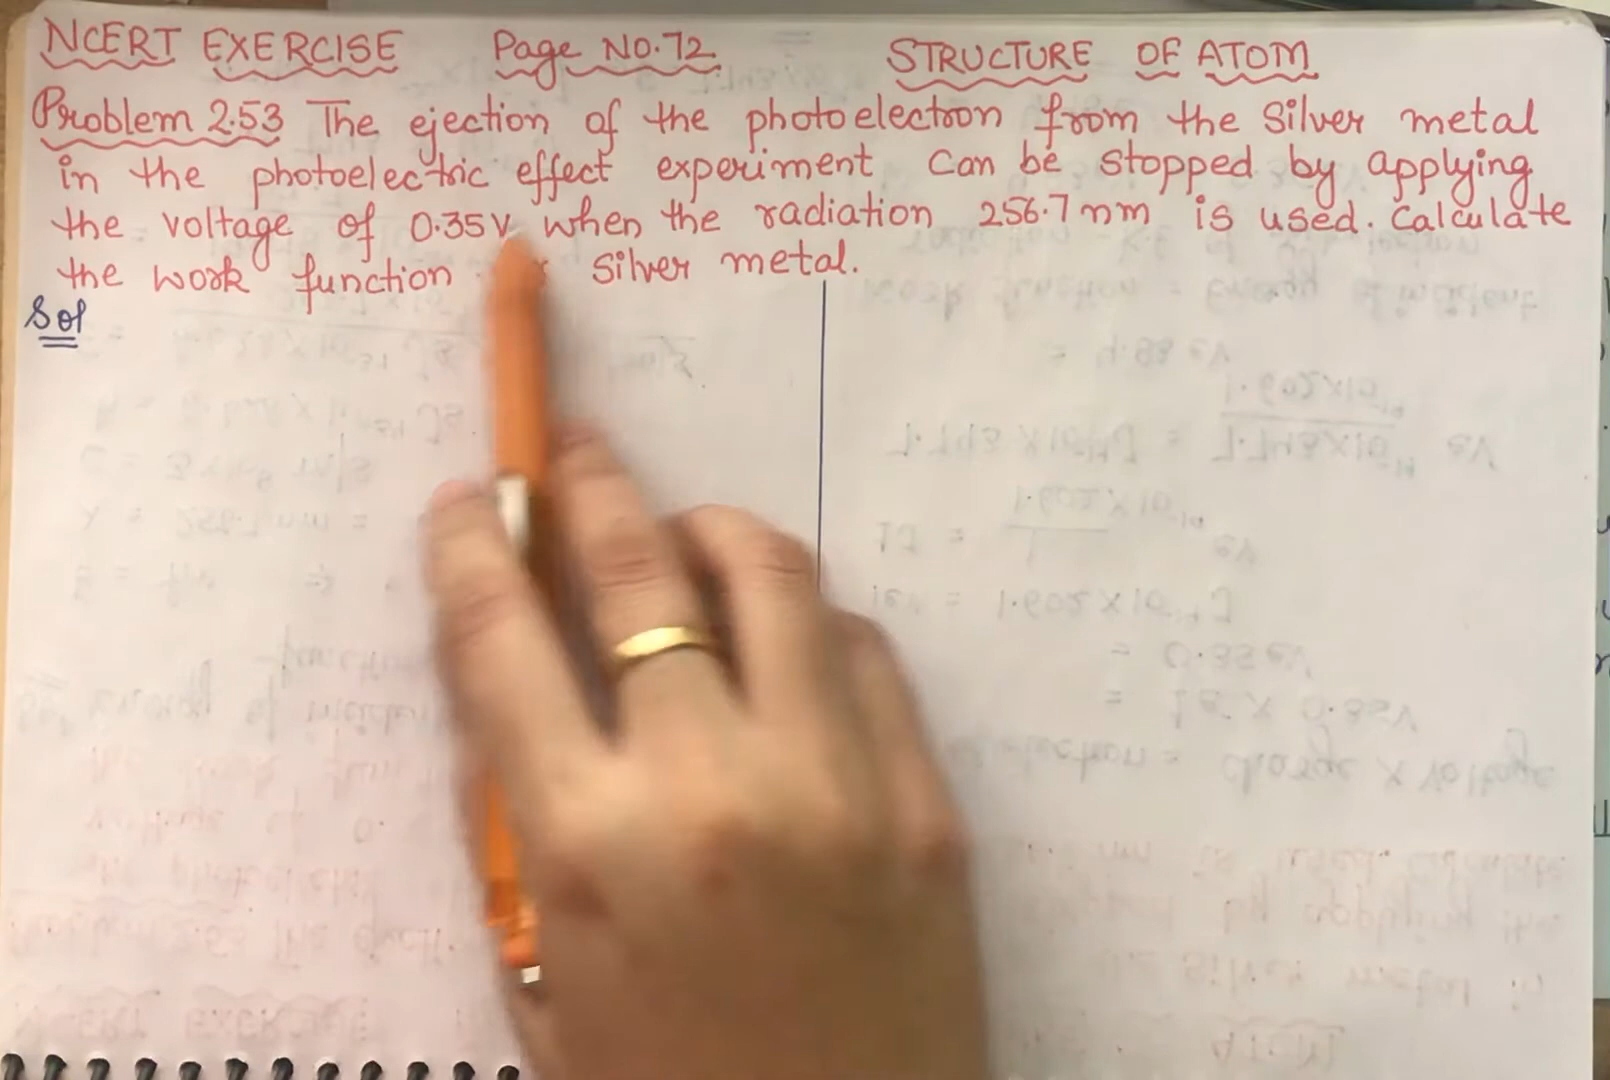 NCERT EXERCISE Page No.72 STRUCTURE OF ATOM
Problem 2.53 The ejection of the photoelectron from the silver metal
in the photoelectric effect experiment can be stopped by applying
the voltage of 0.35V when the radiation 256.7 nm is used. Calculate
the work function silver metal.
Sol